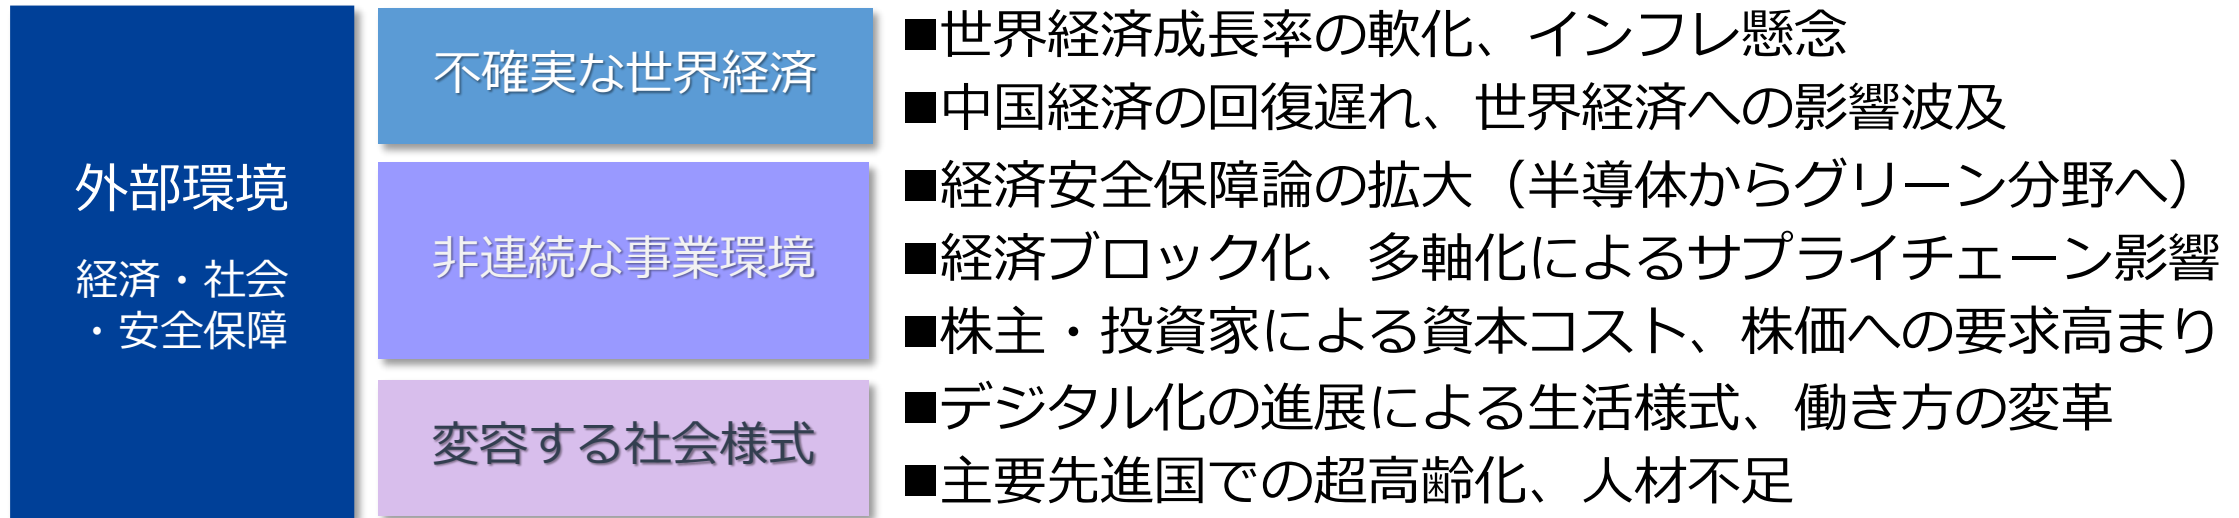 外部環境
経済・社会
・安全保障
不確実な世界経済
■世界経済成長率の軟化、インフレ懸念
■中国経済の回復遅れ、世界経済への影響波及
非連続な事業環境
■経済安全保障論の拡大（半導体からグリーン分野へ）
■経済ブロック化、多軸化によるサプライチェーン影響
■株主・投資家による資本コスト、株価への要求高まり
変容する社会様式
■デジタル化の進展による生活様式、働き方の変革
■主要先進国での超高齢化、人材不足